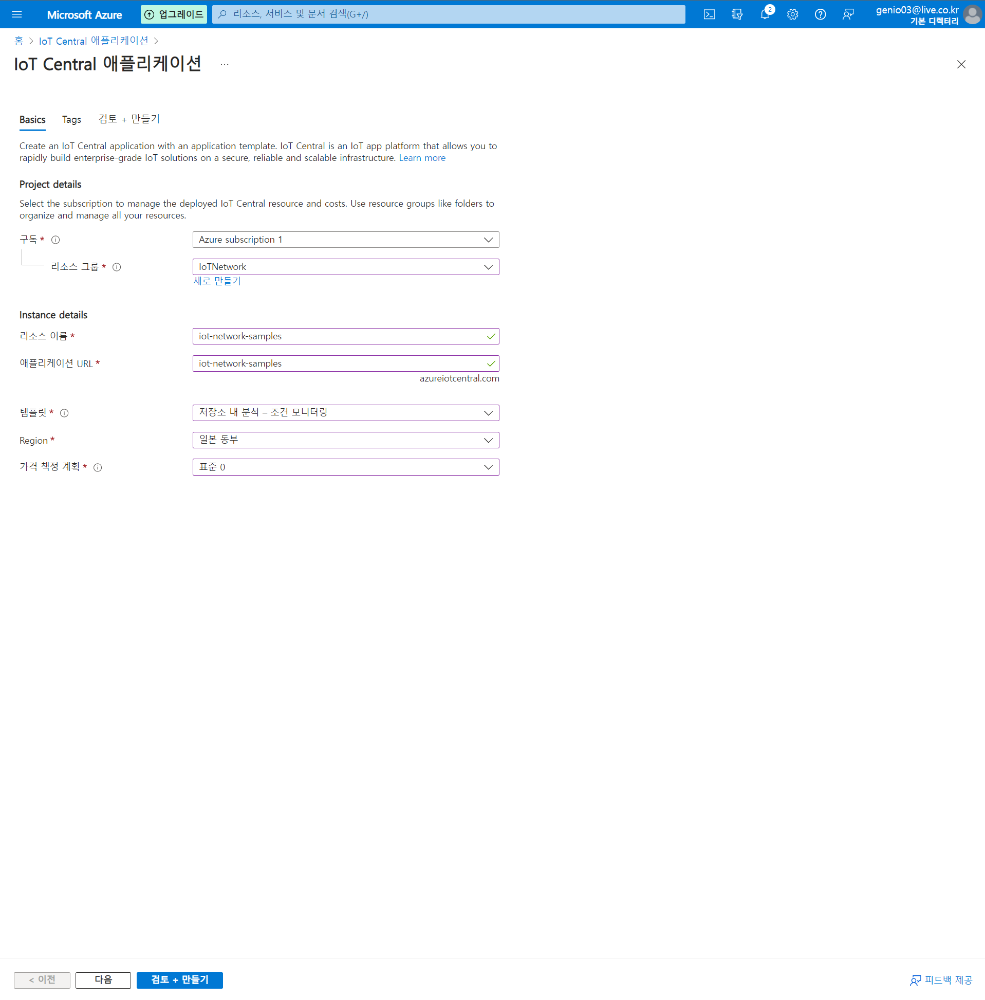 Microsoft Azure
업그레이드
리소스, 서비스 및 문서 검색(G+/)
2
genio03@live.co.kr
기본 디렉터리
홈 > IoT Central 애플리케이션 >
IoT Central 애플리케이션 ...
Basics Tags 검토 + 만들기
Create an IoT Central application with an application template. IoT Central is an IoT app platform that allows you to
rapidly build enterprise-grade IoT solutions on a secure, reliable and scalable infrastructure. Learn more
Project details
Select the subscription to manage the deployed IoT Central resource and costs. Use resource groups like folders to
organize and manage all your resources.
구독 * Azure subscription 1
리소스 그룹 * IoTNetwork
새로 만들기
Instance details
리소스 이름 * iot-network-samples
애플리케이션 URL * iot-network-samples
azureiotcentral.com
템플릿 * 저장소 내 분석 – 조건 모니터링
Region * 일본 동부
가격 책정 계획 * 표준 0
< 이전 다음 검토 + 만들기 피드백 제공